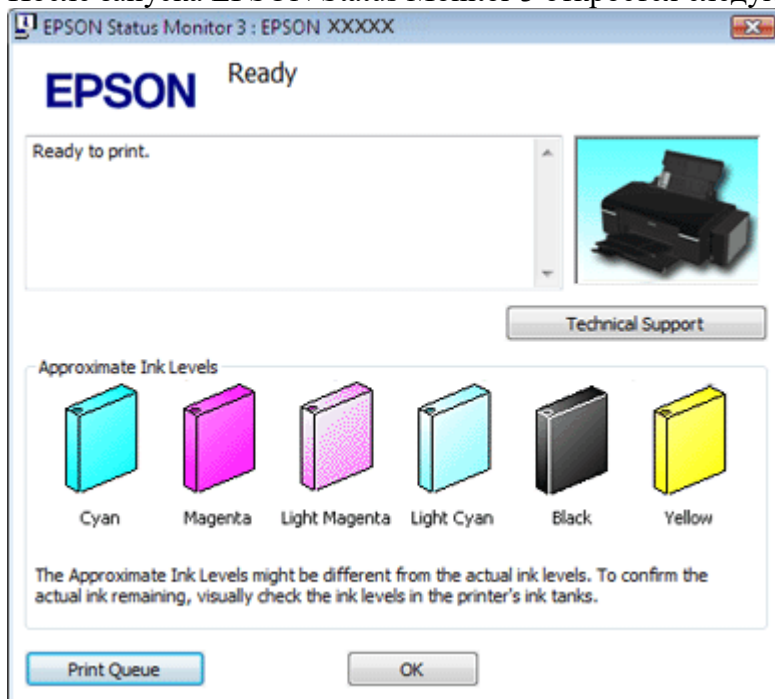 EPSON Status Monitor 3 : EPSON XXXXX
EPSON
Ready
Ready to print.
Technical Support
Approximate Ink Levels
Cyan Magenta Light Magenta Light Cyan Black Yellow
The Approximate Ink Levels might be different from the actual ink levels. To confirm the
actual ink remaining, visually check the ink levels in the printer's ink tanks.
Print Queue OK